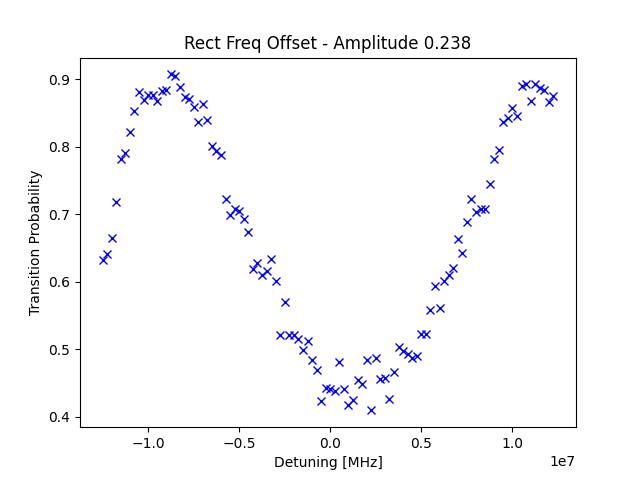 Rect Freq Offset - Amplitude 0.238
0.9
0.8
0.7
0.6
0.5
0.4
Transition Probability
−1.0 −0.5 0.0 0.5 1.0
1e7
Detuning [MHz]